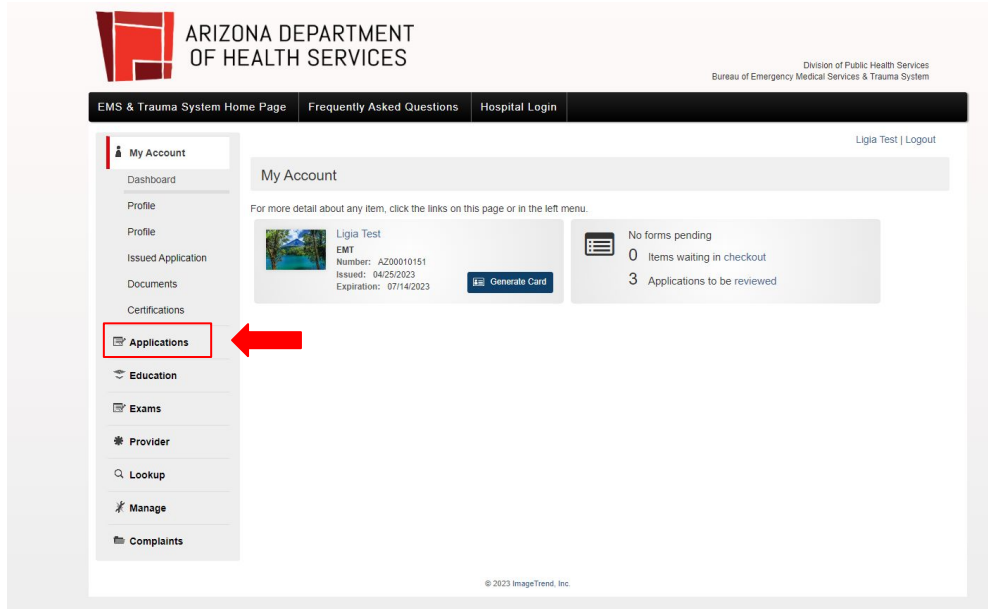 ARIZONA DEPARTMENT
OF HEALTH SERVICES
Division of Public Health Services
Bureau of Emergency Medical Services & Trauma System
EMS & Trauma System Home Page Frequently Asked Questions Hospital Login
Ligia Test | Logout
My Account
Dashboard
Profile
Profile
Issued Application
Documents
Certifications
Applications
Education
Exams
Provider
Lookup
Manage
Complaints
My Account
For more detail about any item, click the links on this page or in the left menu.
Ligia Test
EMT
Number: AZ00010151
Issued: 04/25/2023
Expiration: 07/14/2023
Generate Card
No forms pending
0 Items waiting in checkout
3 Applications to be reviewed
© 2023 ImageTrend, Inc.